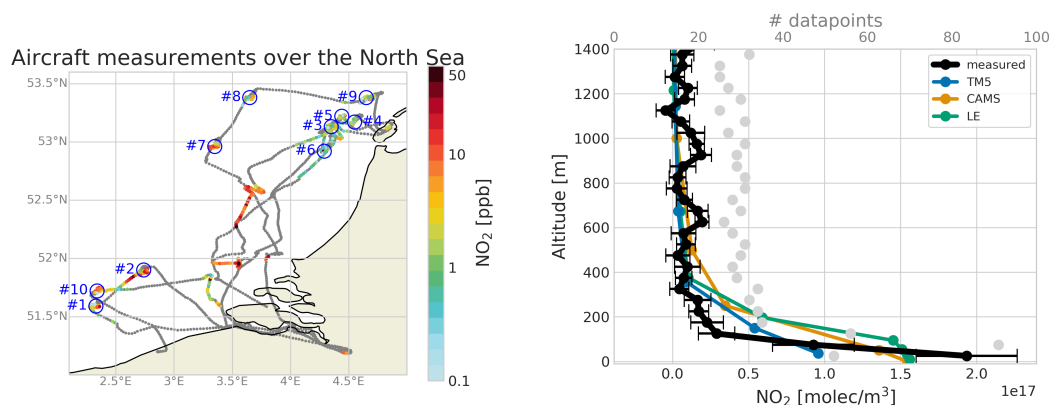 Aircraft measurements over the North Sea
53.5°N
53°N
52.5°N
52°N
51.5°N
2.5°E
3°E
3.5°E
4°E
4.5°E
#8
#9
#5
#3
#4
#7
#6
#2
#10
#1
50
10
1
0.1
NO₂ [ppb]
# datapoints
0
20
40
60
80
100
1400
1200
1000
800
600
400
200
0
Altitude [m]
measured
TM5
CAMS
LE
0.0
0.5
1.0
1.5
2.0
1e17
NO₂ [molec/m³]